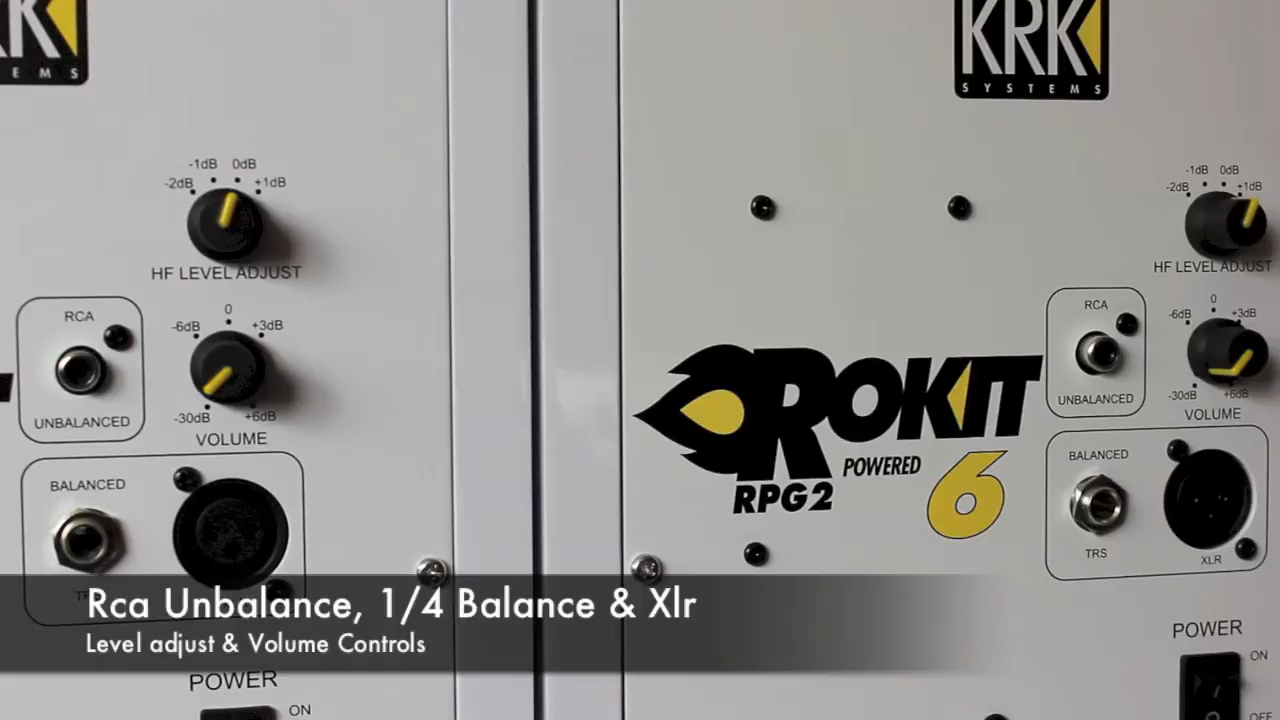 KRK
SYSTEMS
EMS
-1dB 0dB
-2dB +1dB
HF LEVEL ADJUST
RCA
UNBALANCED
0
-6dB +3dB
-30dB +6dB
VOLUME
BALANCED
POWER
ON
-1dB 0dB
-2dB +1dB
HF LEVEL ADJUST
RCA
UNBALANCED
0
-6dB +3dB
-30dB +6dB
VOLUME
ROKIT
POWERED
RPG2
6
BALANCED
TRS
XLR
POWER
ON
OFF
Rca Unbalance, 1/4 Balance & Xlr
Level adjust & Volume Controls